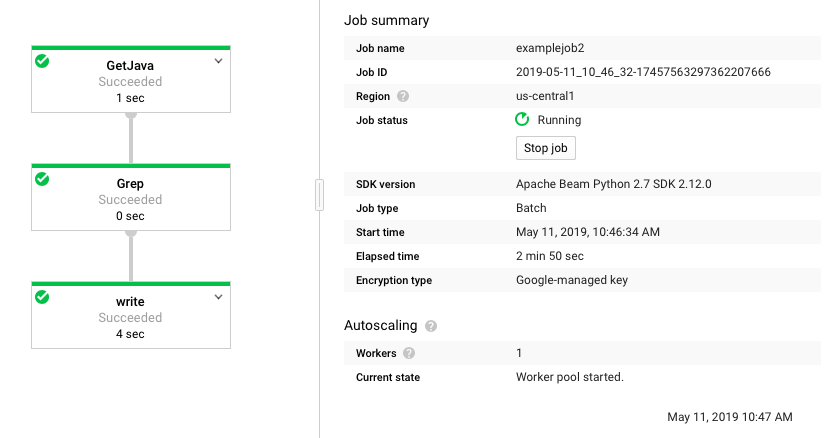 GetJava
Succeeded
1 sec
Grep
Succeeded
0 sec
write
Succeeded
4 sec
Job summary
Job name examplejob2
Job ID 2019-05-11_10_46_32-17457563297362207666
Region ? us-central1
Job status Running
Stop job
SDK version Apache Beam Python 2.7 SDK 2.12.0
Job type Batch
Start time May 11, 2019, 10:46:34 AM
Elapsed time 2 min 50 sec
Encryption type Google-managed key
Autoscaling ?
Workers ? 1
Current state Worker pool started.
May 11, 2019 10:47 AM